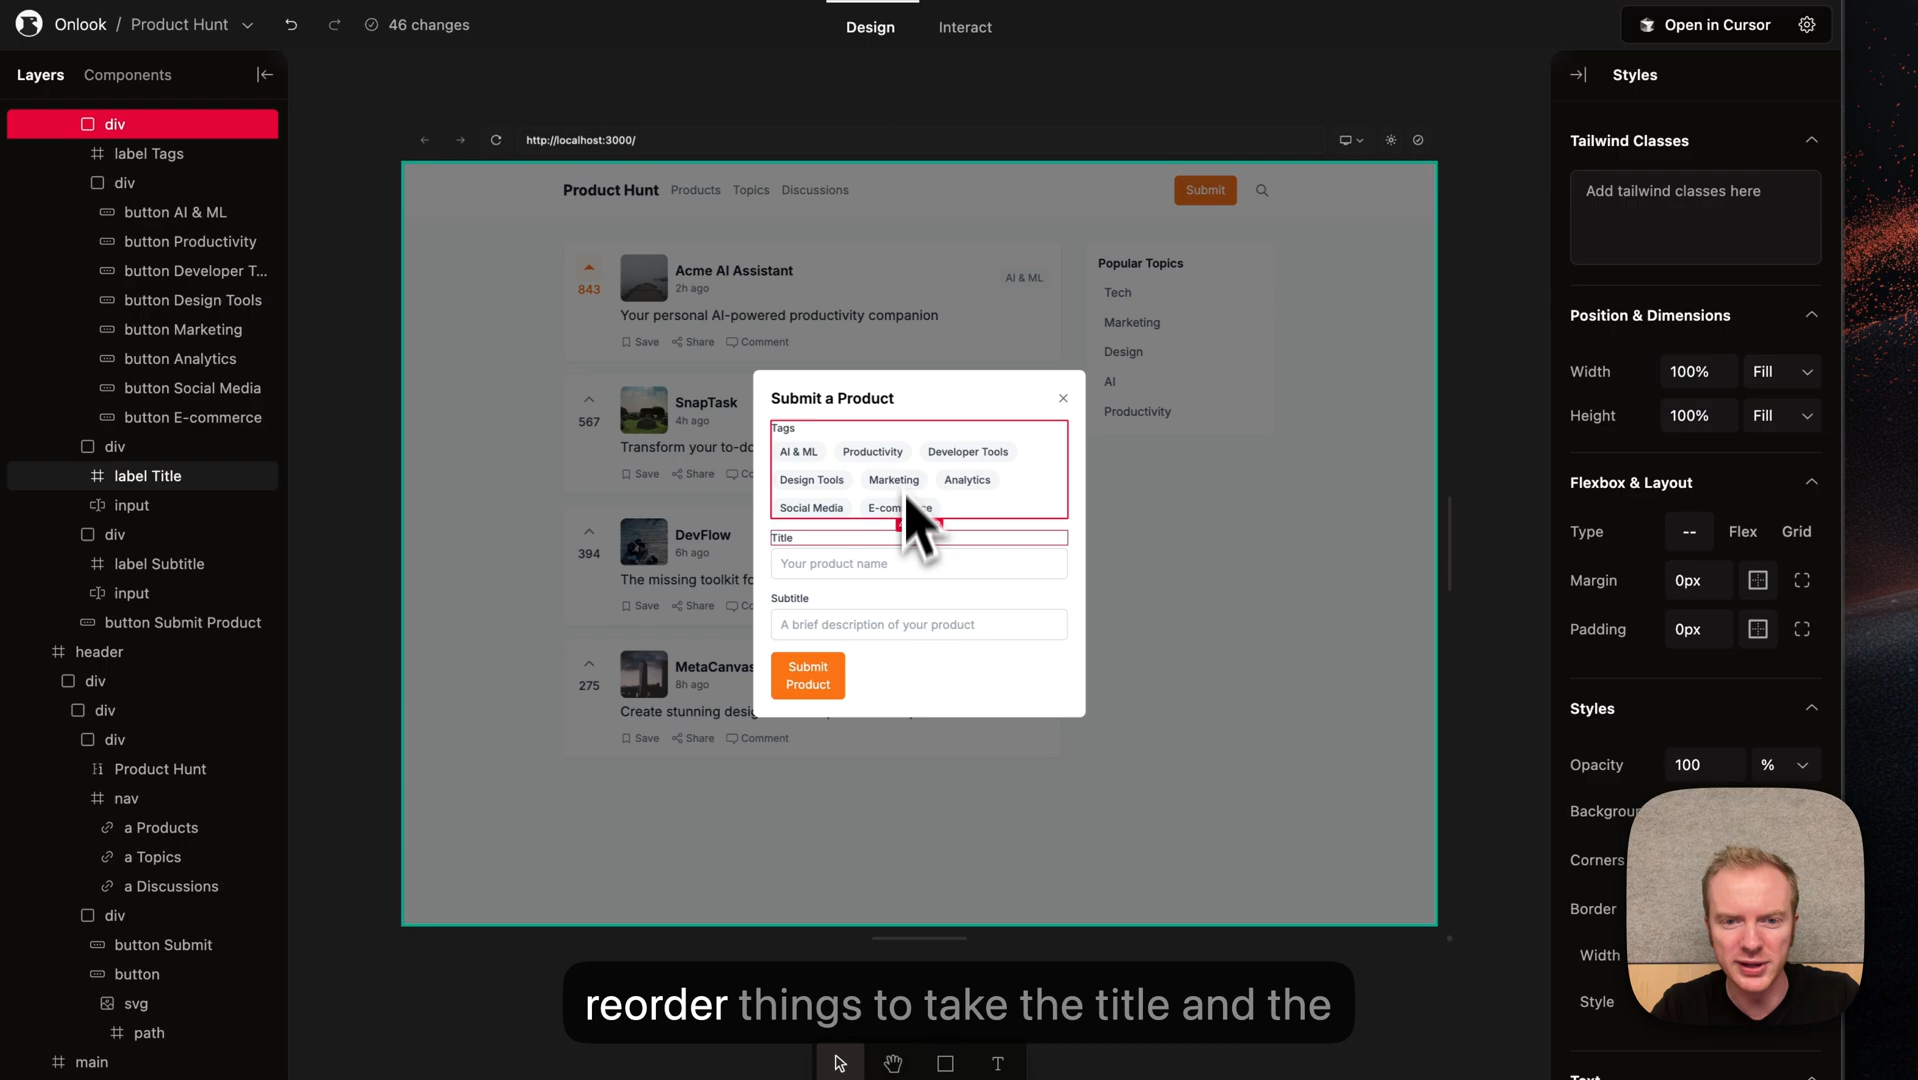 Onlook / Product Hunt
46 changes
Design
Interact
Open in Cursor
Layers
Components
div
label Tags
div
button AI & ML
button Productivity
button Developer T...
button Design Tools
button Marketing
button Analytics
button Social Media
button E-commerce
div
label Title
input
div
label Subtitle
input
button Submit Product
header
div
div
div
Product Hunt
nav
a Products
a Topics
a Discussions
div
button Submit
button
svg
path
main
http://localhost:3000/
Product Hunt
Products
Topics
Discussions
Submit
843
Acme AI Assistant
2h ago
AI & ML
Your personal AI-powered productivity companion
Save
Share
Comment
567
SnapTask
4h ago
Transform your to-do
Save
Share
394
DevFlow
6h ago
The missing toolkit fo
Save
Share
275
MetaCanvas
8h ago
Create stunning desig
Save
Share
Comment
Popular Topics
Tech
Marketing
Design
AI
Productivity
Submit a Product
Tags
AI & ML
Productivity
Developer Tools
Design Tools
Marketing
Analytics
Social Media
Title
Your product name
Subtitle
A brief description of your product
Submit
Product
reorder things to take the title and the
Styles
Tailwind Classes
Add tailwind classes here
Position & Dimensions
Width 100% Fill
Height 100% Fill
Flexbox & Layout
Type -- Flex Grid
Margin 0px
Padding 0px
Styles
Opacity 100 %
Backgrou
Corners
Border
Width
Style